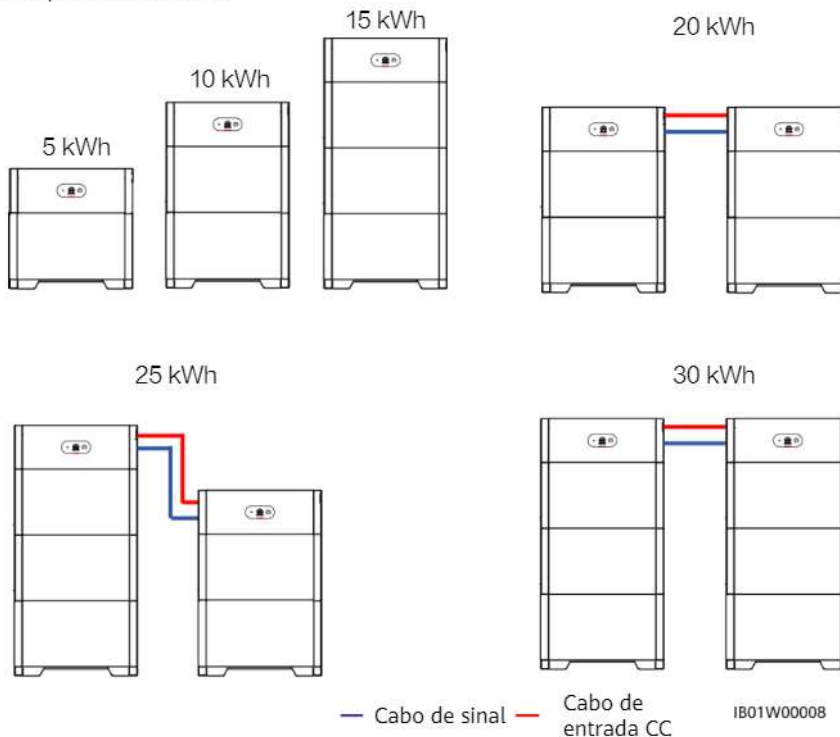 15 kWh
20 kWh
10 kWh
5 kWh
25 kWh
30 kWh
Cabo de sinal
Cabo de
entrada CC
IB01W00008